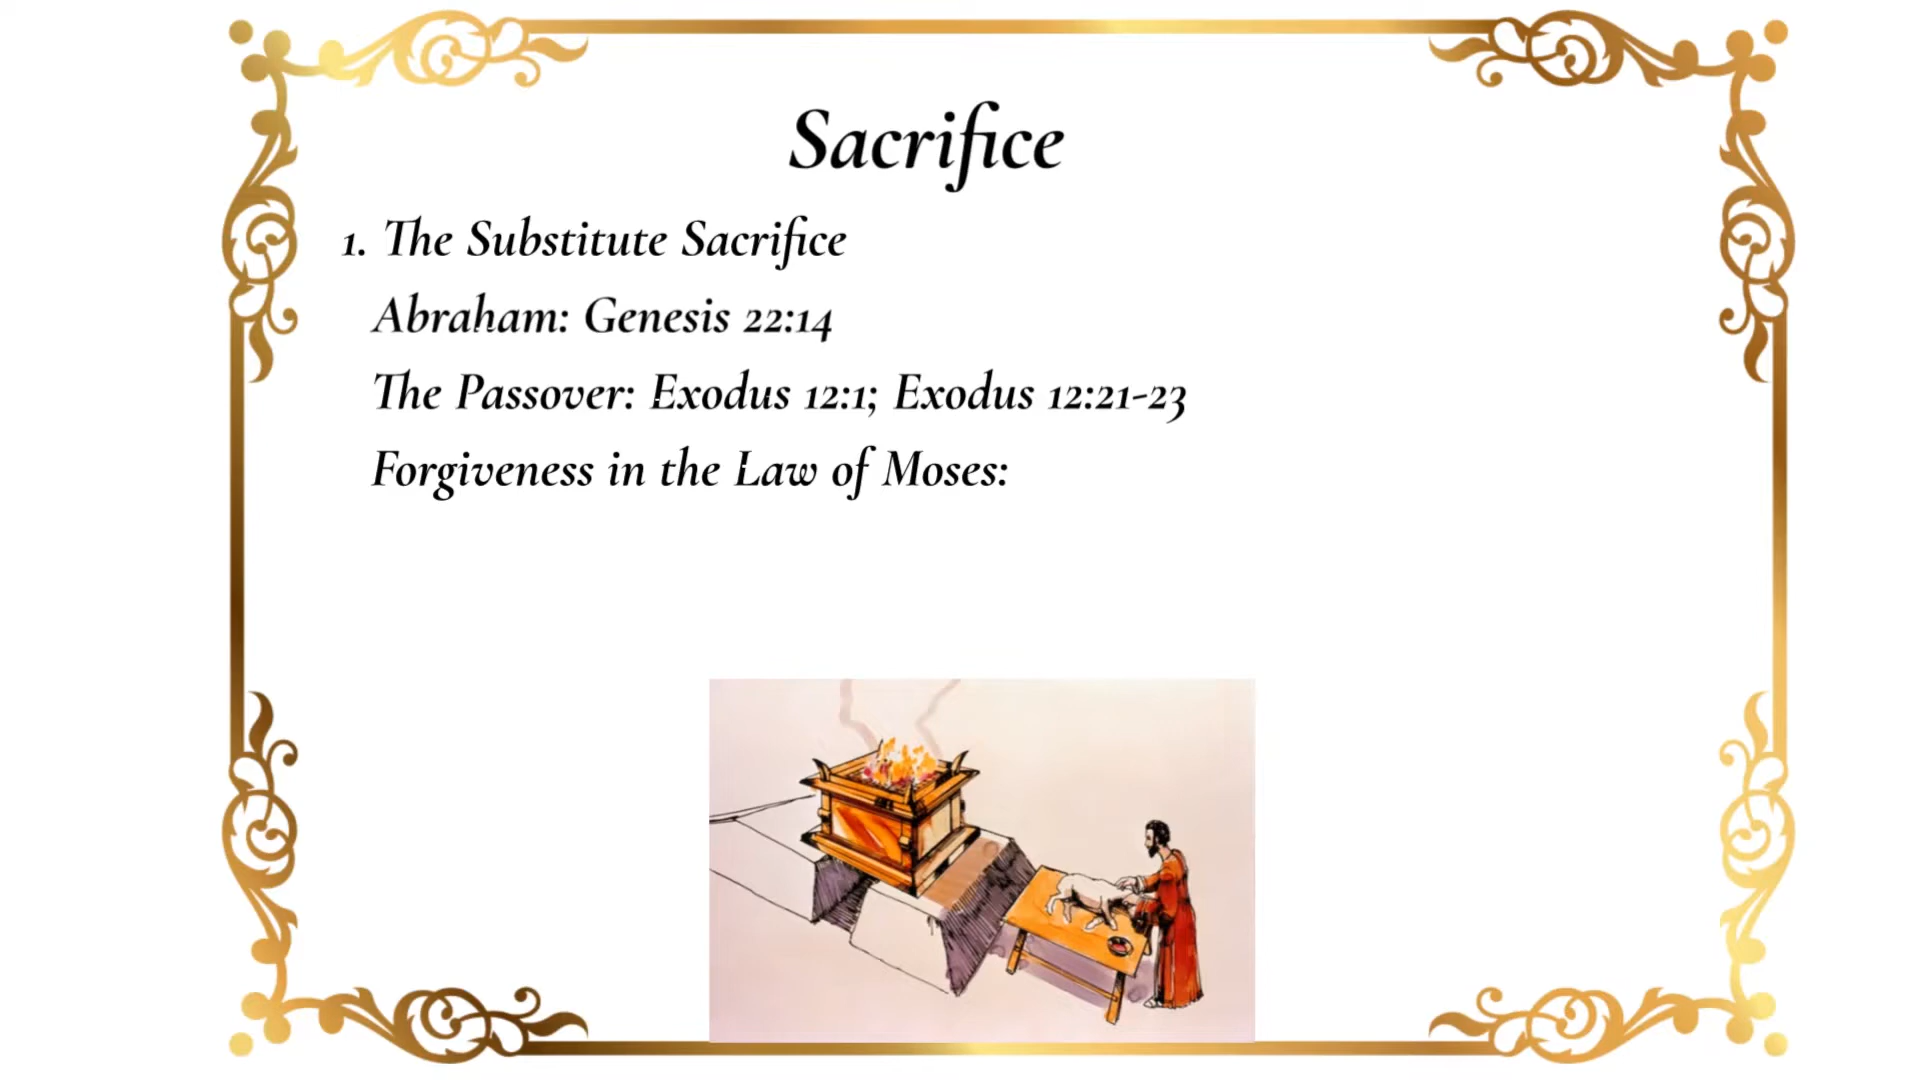 Sacrifice
1. The Substitute Sacrifice
Abraham: Genesis 22:14
The Passover: Exodus 12:1; Exodus 12:21-23
Forgiveness in the Law of Moses: